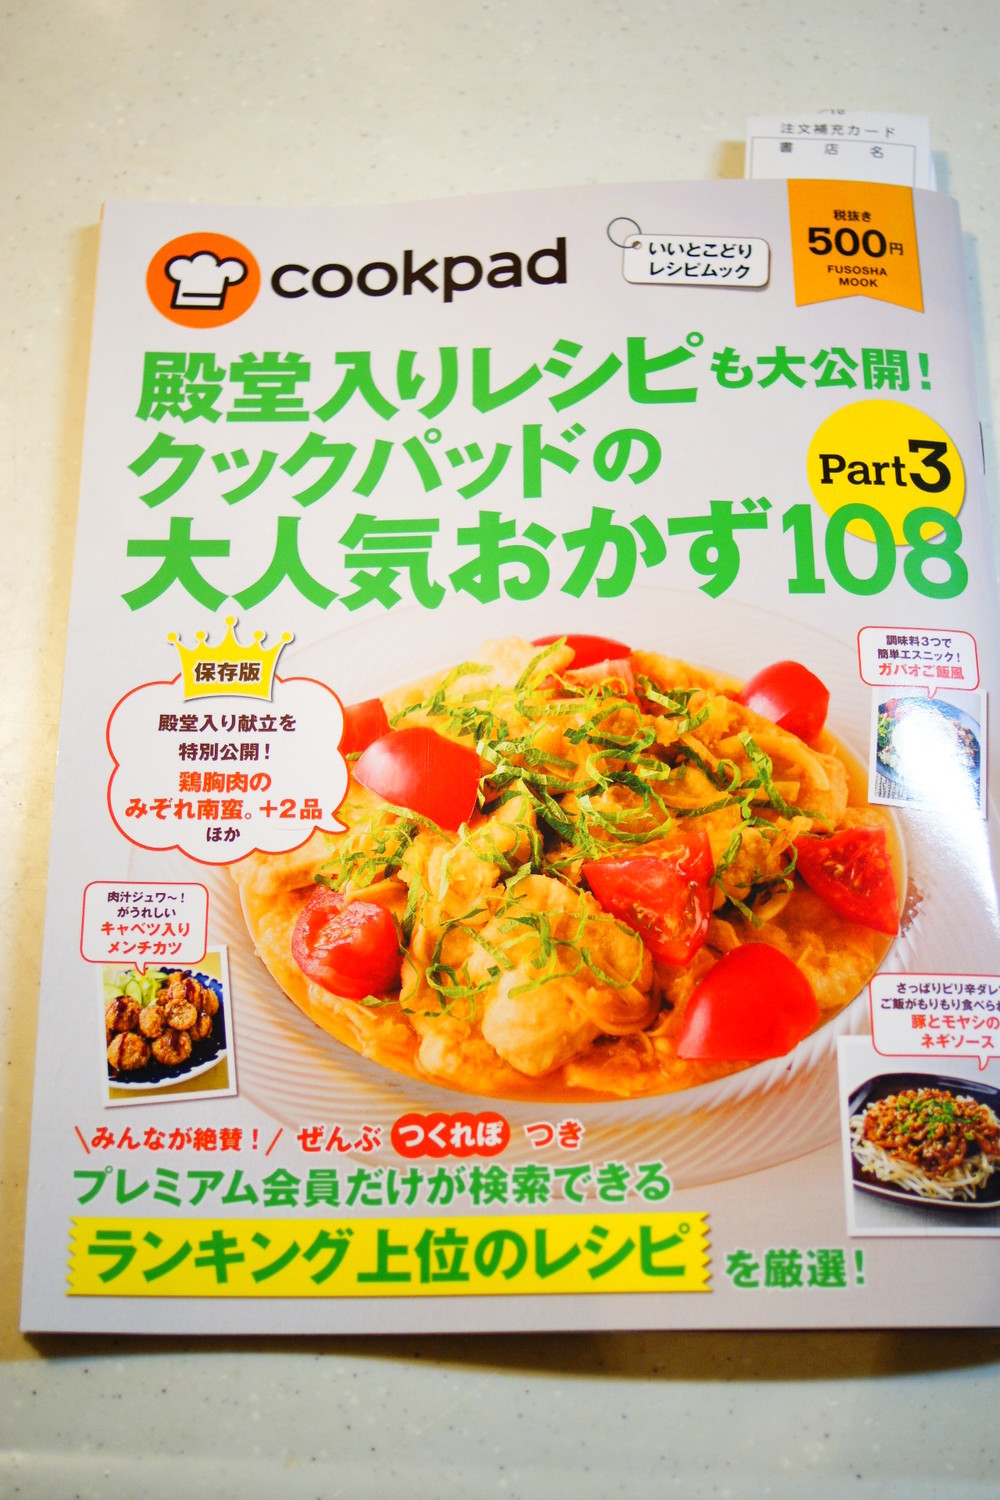 注文補充カード
書 店 名
cookpad
いいとこどり
レシピムック
税抜き
500円
FUSOSHA
MOOK
殿堂入りレシピも大公開！
クックパッドの
Part3
大人気おかず108
保存版
殿堂入り献立を
特別公開！
鶏胸肉の
みぞれ南蛮。+2品
ほか
調味料3つで
簡単エスニック！
ガパオご飯風
肉汁ジュワ〜！
がうれしい
キャベツ入り
メンチカツ
さっぱりピリ辛ダレ
ご飯がもりもり食べら
豚とモヤシの
ネギソース
\みんなが絶賛！/ ぜんぶ つくれぽ つき
プレミアム会員だけが検索できる
ランキング上位のレシピを厳選！